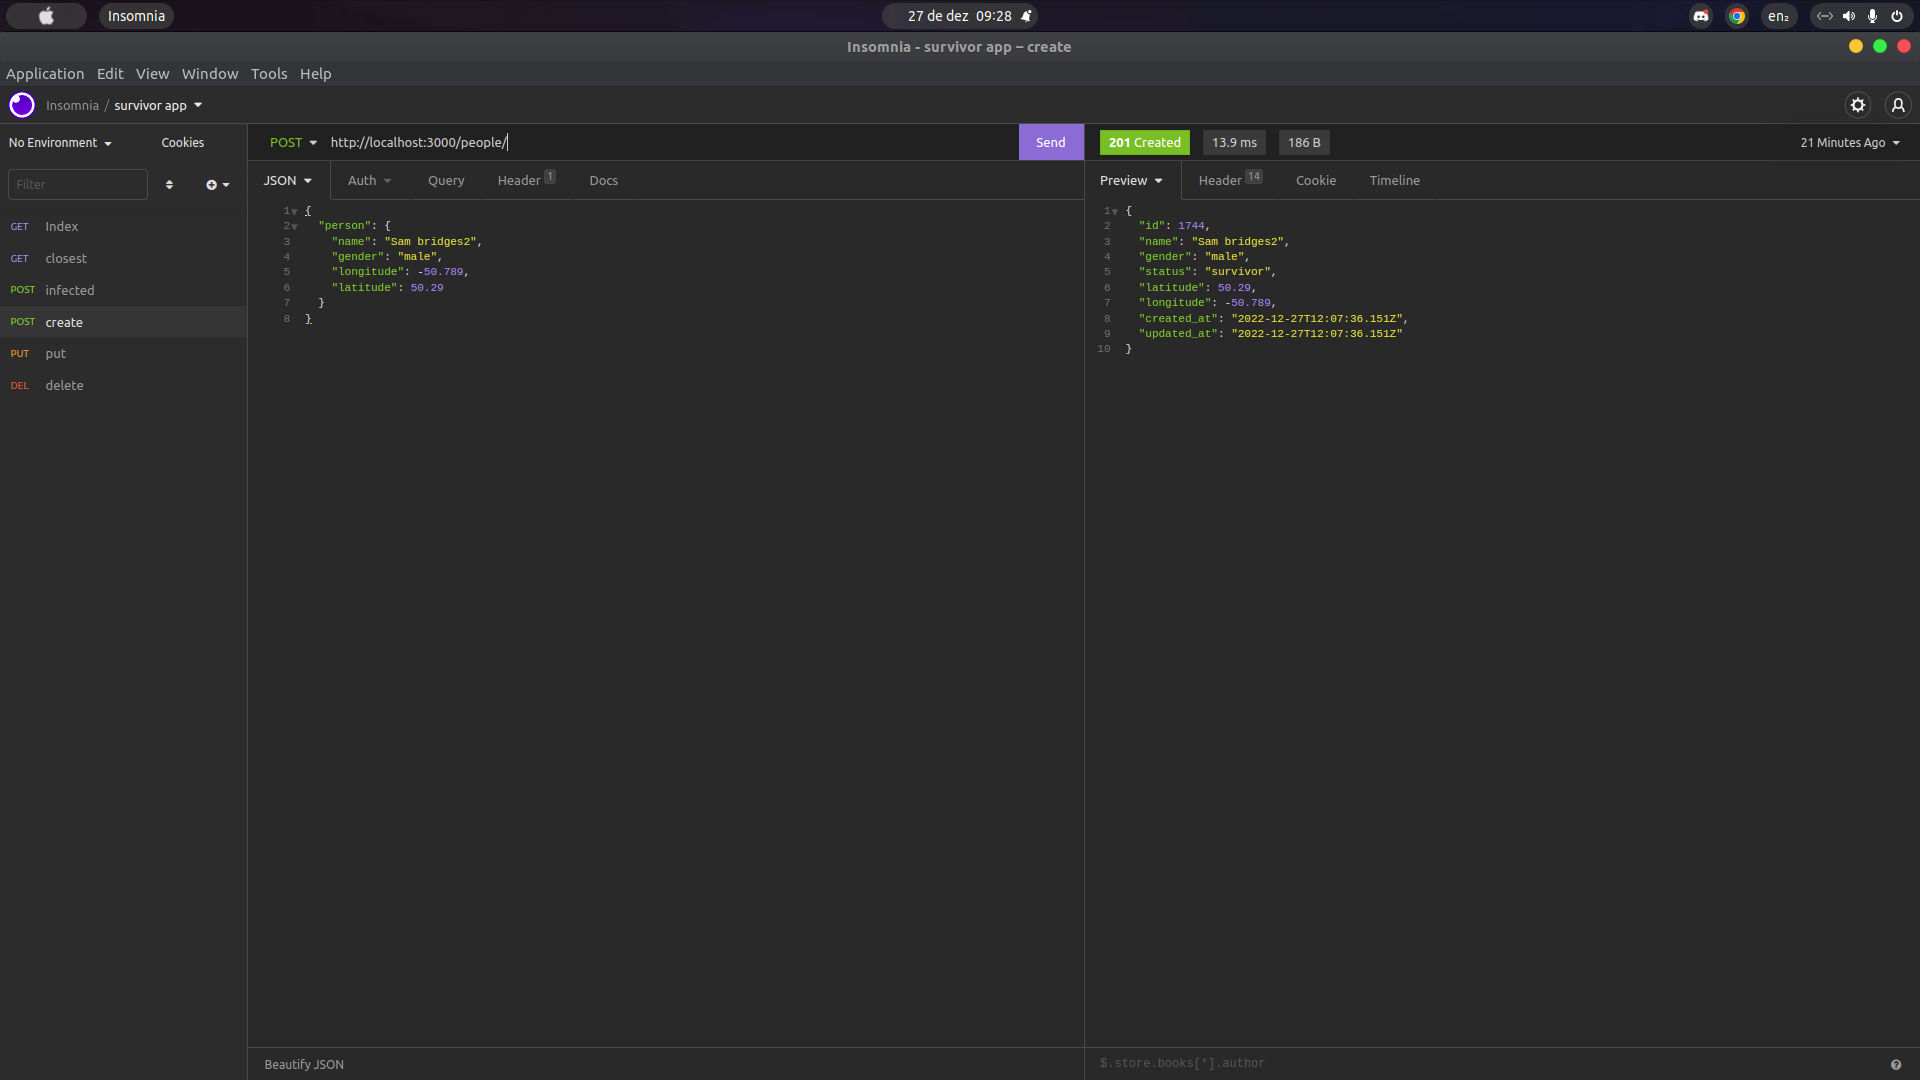 Insomnia
27 de dez 09:28
en₂
Insomnia - survivor app – create
Application Edit View Window Tools Help
Insomnia / survivor app
No Environment Cookies
Filter
GET Index
GET closest
POST infected
POST create
PUT put
DEL delete
POST http://localhost:3000/people/ Send
JSON Auth Query Header 1 Docs
1 {
2 "person": {
3 "name": "Sam bridges2",
4 "gender": "male",
5 "longitude": -50.789,
6 "latitude": 50.29
7 }
8 }
Beautify JSON
201 Created 13.9 ms 186 B 21 Minutes Ago
Preview Header 14 Cookie Timeline
1 {
2 "id": 1744,
3 "name": "Sam bridges2",
4 "gender": "male",
5 "status": "survivor",
6 "latitude": 50.29,
7 "longitude": -50.789,
8 "created_at": "2022-12-27T12:07:36.151Z",
9 "updated_at": "2022-12-27T12:07:36.151Z"
10 }
$.store.books[*].author